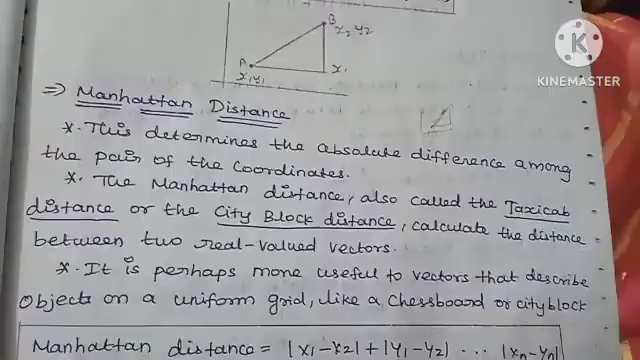 B
x2 y2
A
x1y1
x1
K
KINEMASTER
⇒ Manhattan Distance
*. This determines the absolute difference among
the pair of the coordinates.
*. The Manhattan distance, also called the Taxicab
distance or the City Block distance, calculate the distance
between two real-valued vectors.
*. It is perhaps more useful to vectors that describe
Objects on a uniform grid, like a chessboard or city block
Manhattan distance = |x1-x2|+|y1-y2| ... |xn-yn|